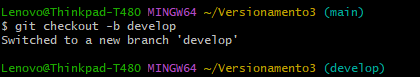 Lenovo@Thinkpad-T480 MINGW64 ~/Versionamento3 (main)
$ git checkout -b develop
Switched to a new branch 'develop'
Lenovo@Thinkpad-T480 MINGW64 ~/Versionamento3 (develop)